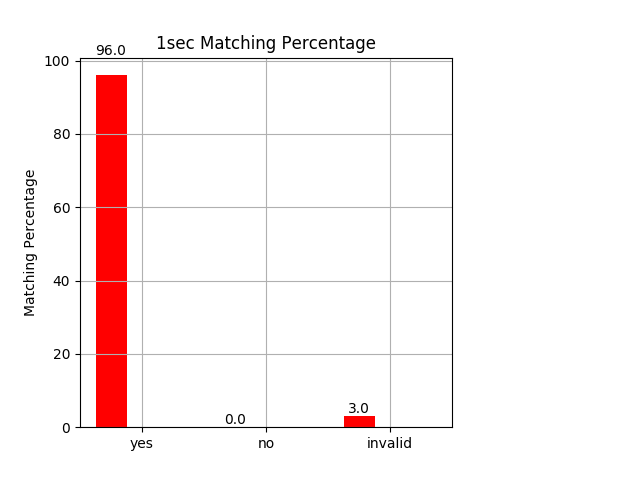 1sec Matching Percentage
96.0
100
80
60
40
20
0
Matching Percentage
0.0
3.0
yes
no
invalid